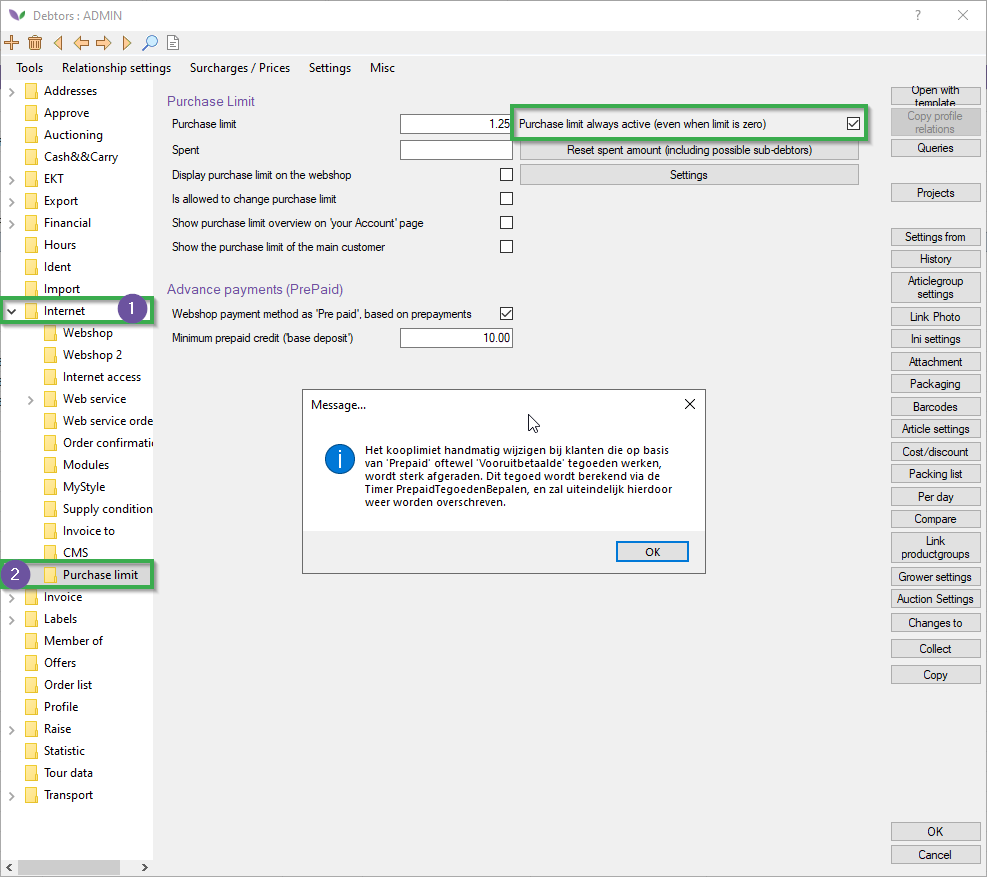 Debtors : ADMIN
?
Tools Relationship settings Surcharges / Prices Settings Misc
Addresses
Approve
Auctioning
Cash&&Carry
EKT
Export
Financial
Hours
Ident
Import
Internet
1
Webshop
Webshop 2
Internet access
Web service
Web service orde
Order confirmatio
Modules
MyStyle
Supply condition
Invoice to
CMS
2
Purchase limit
Invoice
Labels
Member of
Offers
Order list
Profile
Raise
Statistic
Tour data
Transport
Purchase Limit
Purchase limit 1.25 Purchase limit always active (even when limit is zero)
Spent Reset spent amount (including possible sub-debtors)
Display purchase limit on the webshop Settings
Is allowed to change purchase limit
Show purchase limit overview on 'your Account' page
Show the purchase limit of the main customer
Advance payments (PrePaid)
Webshop payment method as 'Pre paid', based on prepayments
Minimum prepaid credit ('base deposit') 10.00
Message...
Het kooplimiet handmatig wijzigen bij klanten die op basis
van 'Prepaid' oftewel 'Vooruitbetaalde' tegoeden werken,
wordt sterk afgeraden. Dit tegoed wordt berekend via de
Timer PrepaidTegoedenBepalen, en zal uiteindelijk hierdoor
weer worden overschreven.
OK
Open with
template
Copy profile
relations
Queries
Projects
Settings from
History
Articlegroup
settings
Link Photo
Ini settings
Attachment
Packaging
Barcodes
Article settings
Cost/discount
Packing list
Per day
Compare
Link
productgroups
Grower settings
Auction Settings
Changes to
Collect
Copy
OK
Cancel